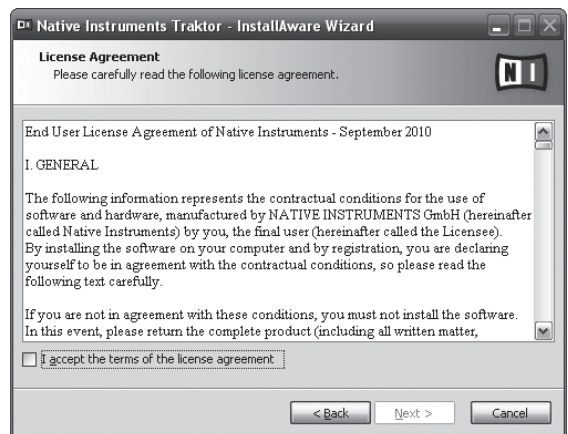 Native Instruments Traktor - InstallAware Wizard
License Agreement
Please carefully read the following license agreement.
NI
End User License Agreement of Native Instruments - September 2010
I. GENERAL
The following information represents the contractual conditions for the use of
software and hardware, manufactured by NATIVE INSTRUMENTS GmbH (hereinafter
called Native Instruments) by you, the final user (hereinafter called the Licensee).
By installing the software on your computer and by registration, you are declaring
yourself to be in agreement with the contractual conditions, so please read the
following text carefully.
If you are not in agreement with these conditions, you must not install the software.
In this event, please return the complete product (including all written matter,
I accept the terms of the license agreement
< Back
Next >
Cancel